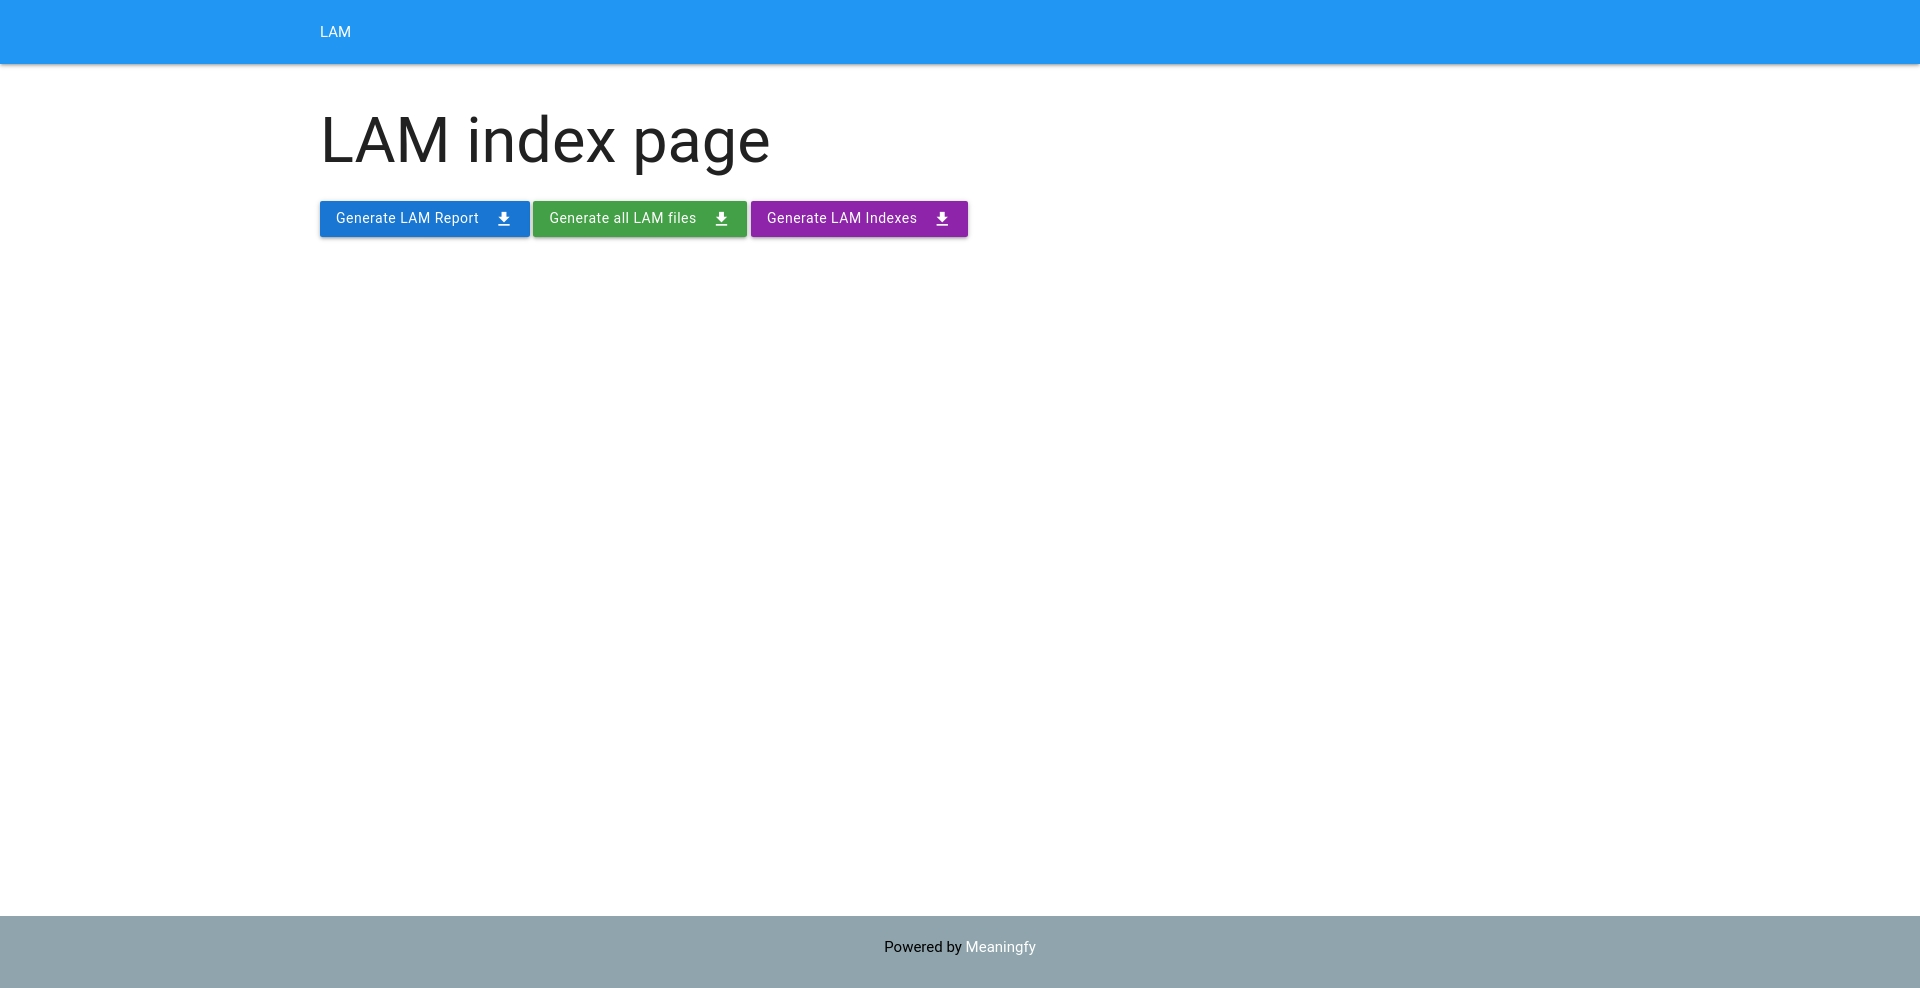 LAM
LAM index page
Generate LAM Report
Generate all LAM files
Generate LAM Indexes
Powered by Meaningfy